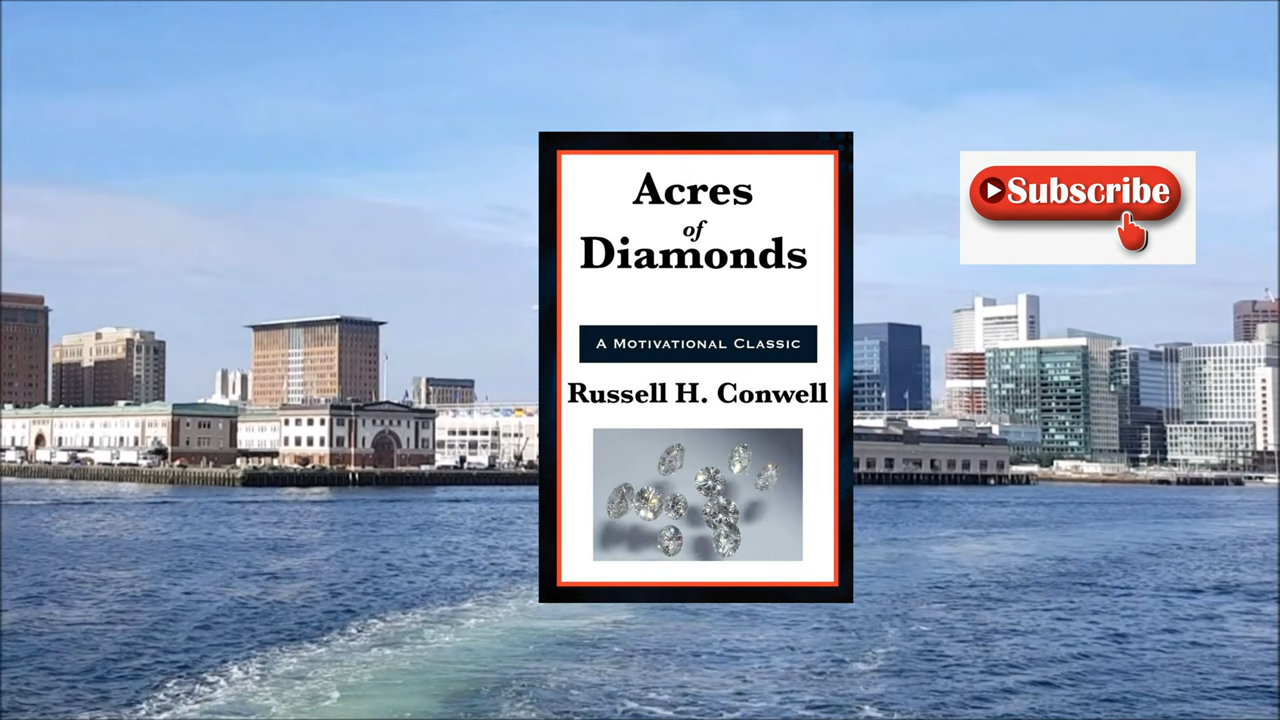 Acres
of
Diamonds
A Motivational Classic
Russell H. Conwell
Subscribe